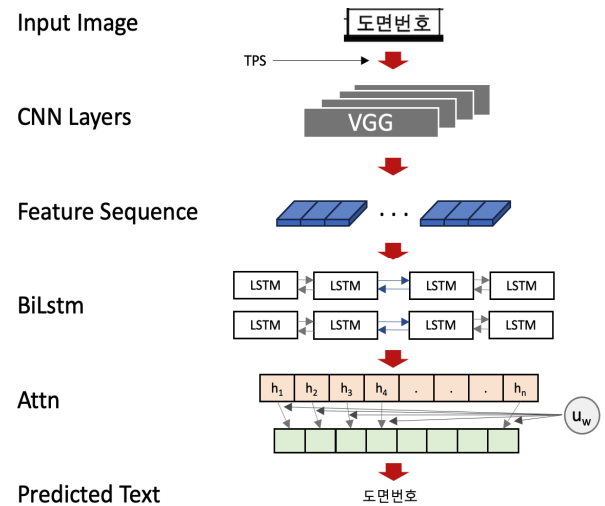 Input Image
도면번호
TPS
CNN Layers
VGG
Feature Sequence
. . .
BiLstm
LSTM LSTM LSTM LSTM
LSTM LSTM LSTM LSTM
Attn
h1 h2 h3 h4 . . . hn
uw
Predicted Text
도면번호